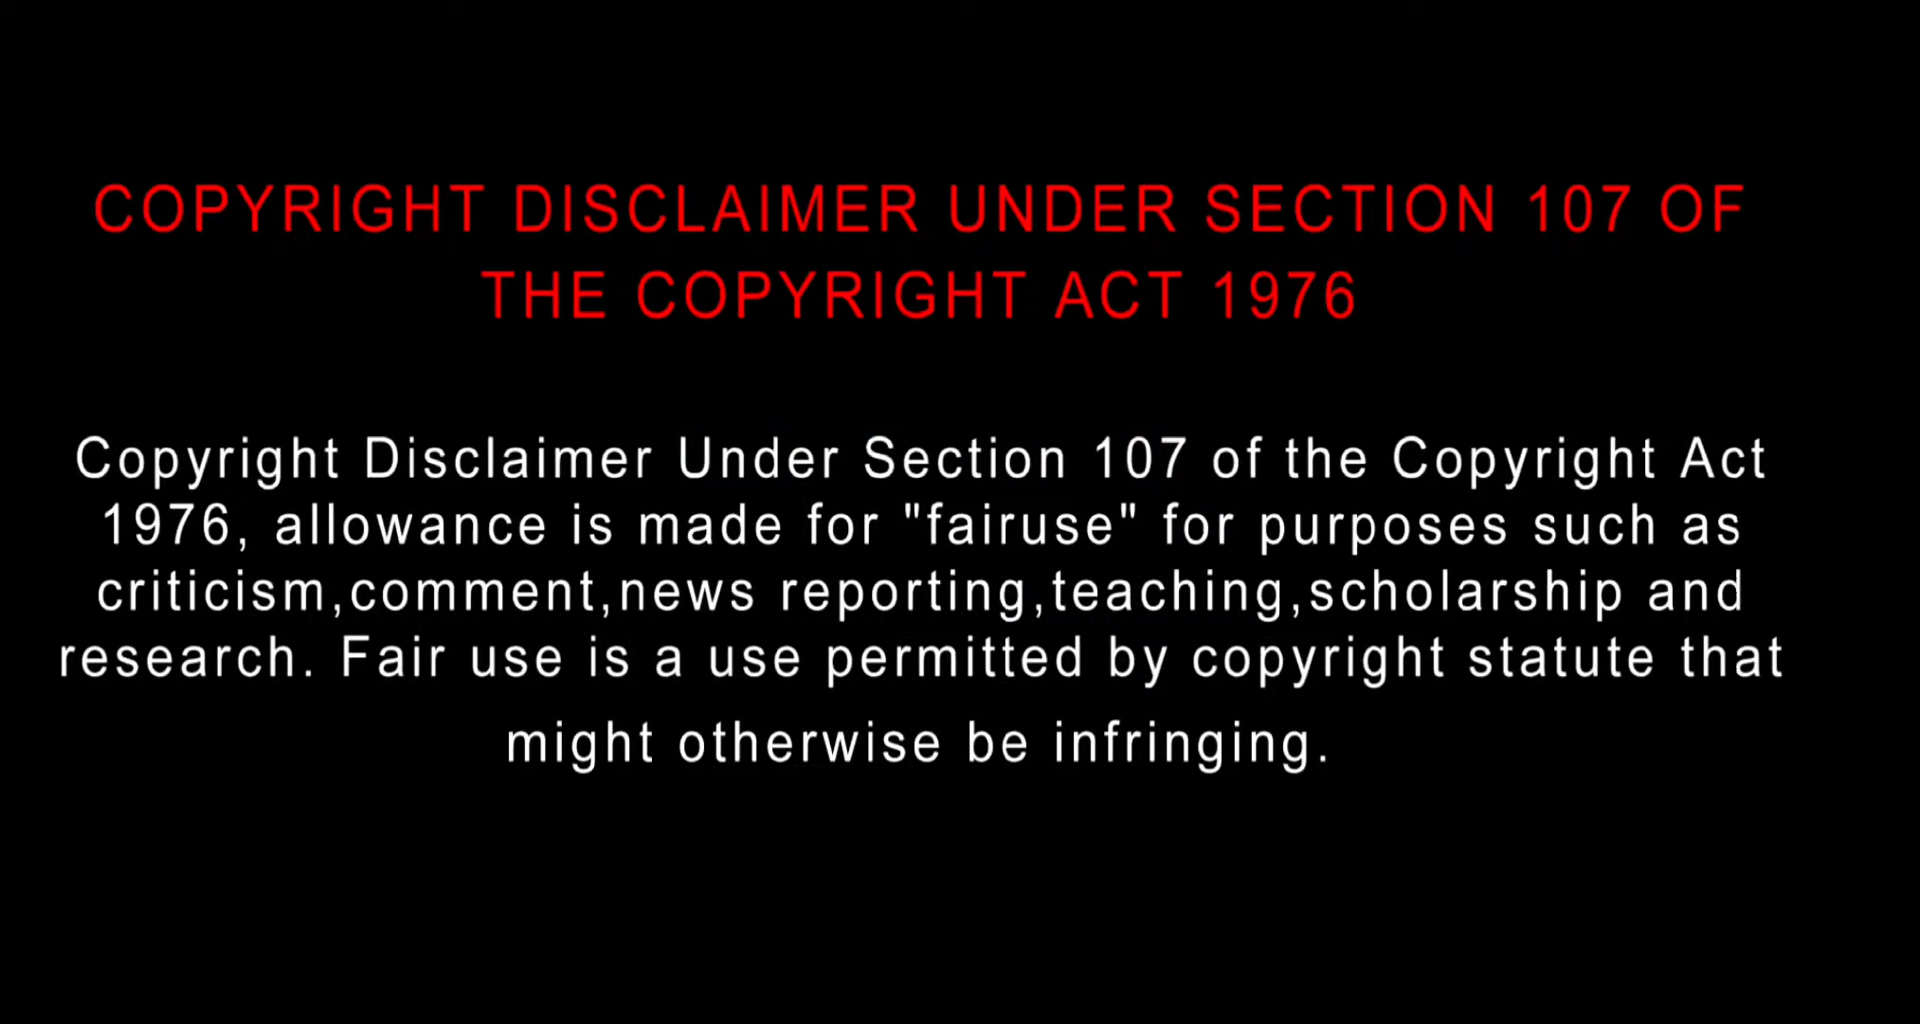 COPYRIGHT DISCLAIMER UNDER SECTION 107 OF
THE COPYRIGHT ACT 1976
Copyright Disclaimer Under Section 107 of the Copyright Act
1976, allowance is made for "fairuse" for purposes such as
criticism,comment,news reporting,teaching,scholarship and
research. Fair use is a use permitted by copyright statute that
might otherwise be infringing.